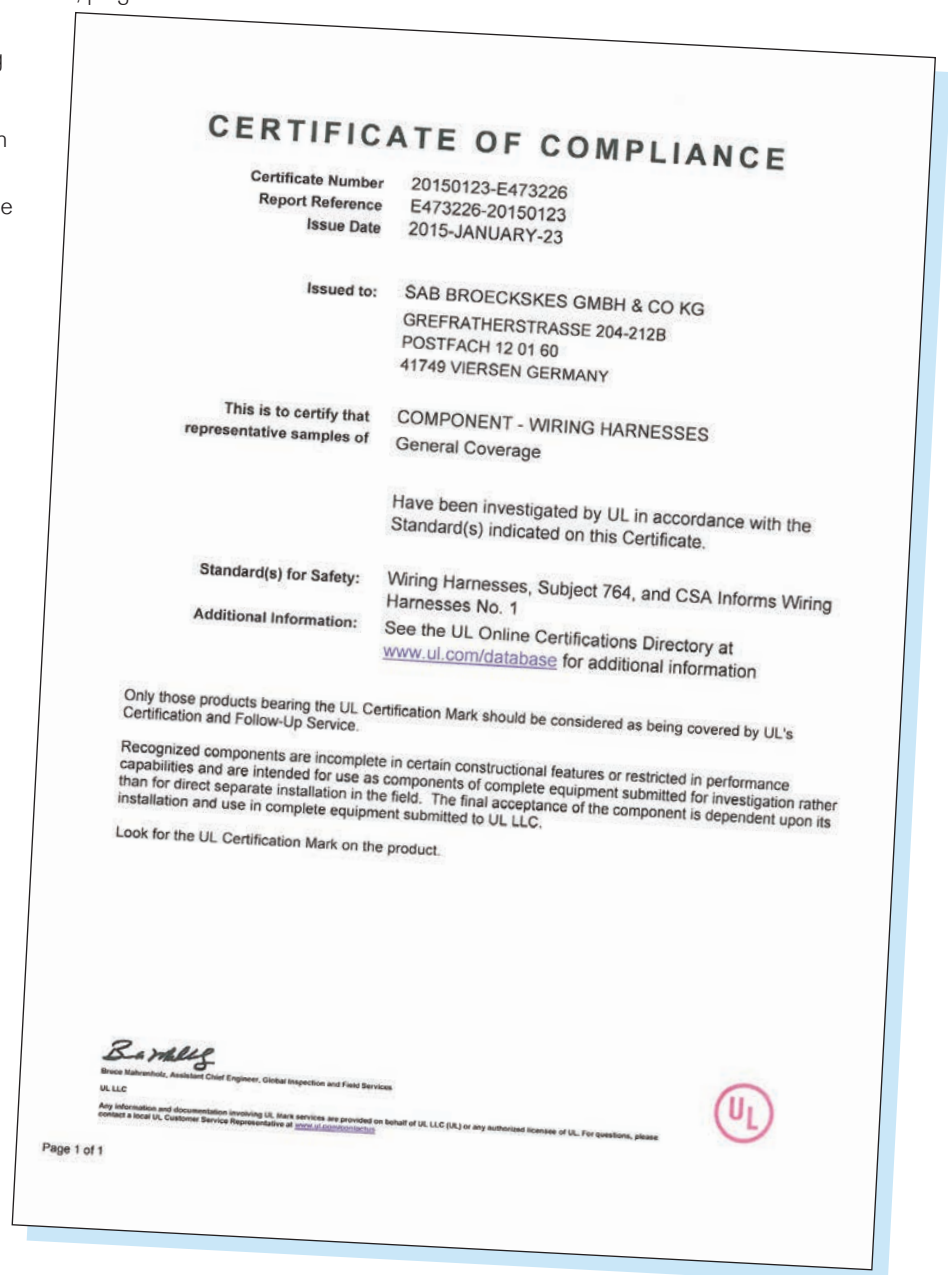 CERTIFICATE OF COMPLIANCE
Certificate Number 20150123-E473226
Report Reference E473226-20150123
Issue Date 2015-JANUARY-23
Issued to: SAB BROECKSKES GMBH & CO KG
GREFRATHERSTRASSE 204-212B
POSTFACH 12 01 60
41749 VIERSEN GERMANY
This is to certify that COMPONENT - WIRING HARNESSES
representative samples of General Coverage
Have been investigated by UL in accordance with the
Standard(s) indicated on this Certificate.
Standard(s) for Safety: Wiring Harnesses, Subject 764, and CSA Informs Wiring
Harnesses No. 1
Additional Information: See the UL Online Certifications Directory at
www.ul.com/database for additional information
Only those products bearing the UL Certification Mark should be considered as being covered by UL's
Certification and Follow-Up Service.
Recognized components are incomplete in certain constructional features or restricted in performance
capabilities and are intended for use as components of complete equipment submitted for investigation rather
than for direct separate installation in the field. The final acceptance of the component is dependent upon its
installation and use in complete equipment submitted to UL LLC.
Look for the UL Certification Mark on the product.
Bruce Mahrenholz, Assistant Chief Engineer, Global Inspection and Field Services
UL LLC
Any information and documentation involving UL Mark services are provided on behalf of UL LLC (UL) or any authorized licensee of UL. For questions, please
contact a local UL Customer Service Representative at www.ul.com/contactus
UL
Page 1 of 1